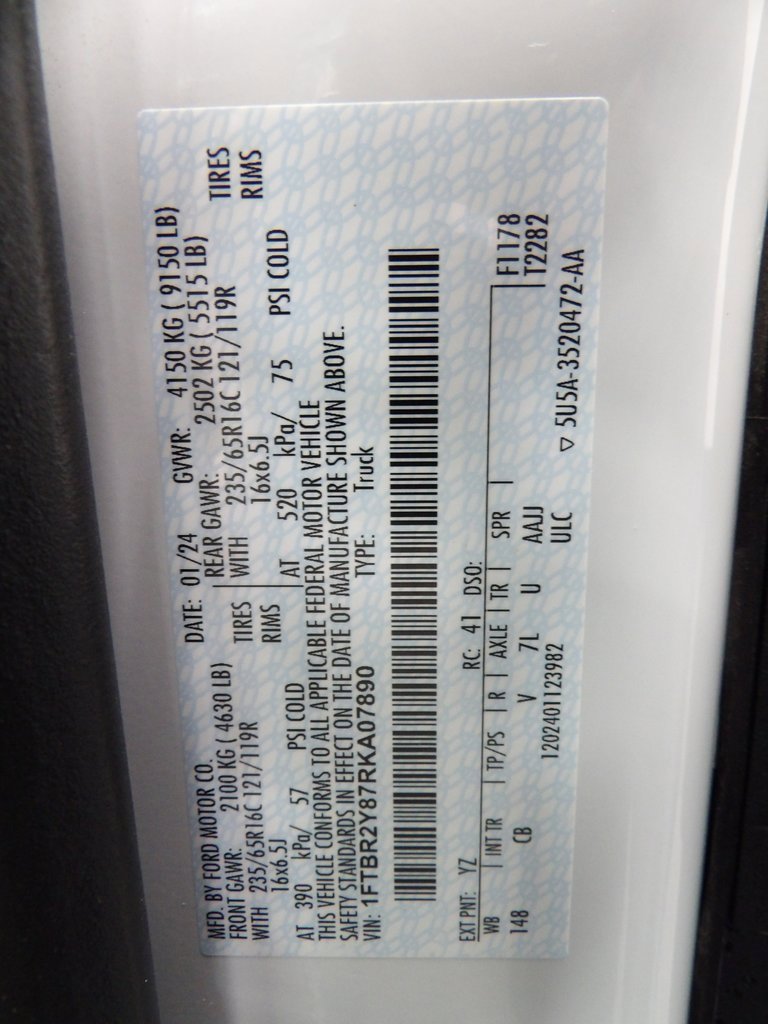 MFD. BY FORD MOTOR CO. DATE: 01/24 GVWR: 4150 KG ( 9150 LB)
FRONT GAWR: 2100 KG ( 4630 LB) REAR GAWR: 2502 KG ( 5515 LB)
WITH 235/65R16C 121/119R TIRES WITH 235/65R16C 121/119R TIRES
16x6.5J RIMS 16x6.5J RIMS
AT 390 kPa/ 57 PSI COLD AT 520 kPa/ 75 PSI COLD
THIS VEHICLE CONFORMS TO ALL APPLICABLE FEDERAL MOTOR VEHICLE
SAFETY STANDARDS IN EFFECT ON THE DATE OF MANUFACTURE SHOWN ABOVE.
VIN: 1FTBR2Y87RKA07890 TYPE: Truck
EXT PNT: YZ RC: 41 DSO:
WB INT TR TP/PS R AXLE TR SPR F1178
148 CB V 7L U AAJJ T2282
1202401123982 ULC ▽ 5U5A-3520472-AA